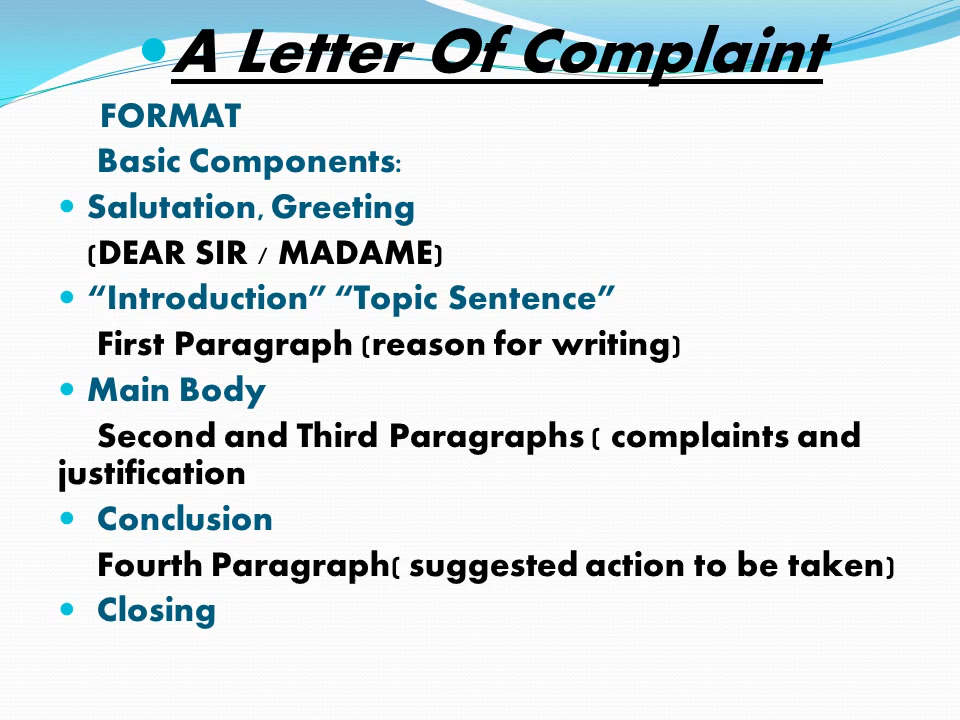 • A Letter Of Complaint
FORMAT
Basic Components:
• Salutation, Greeting
(DEAR SIR / MADAME)
• “Introduction” “Topic Sentence”
First Paragraph (reason for writing)
• Main Body
Second and Third Paragraphs ( complaints and
justification
• Conclusion
Fourth Paragraph( suggested action to be taken)
• Closing